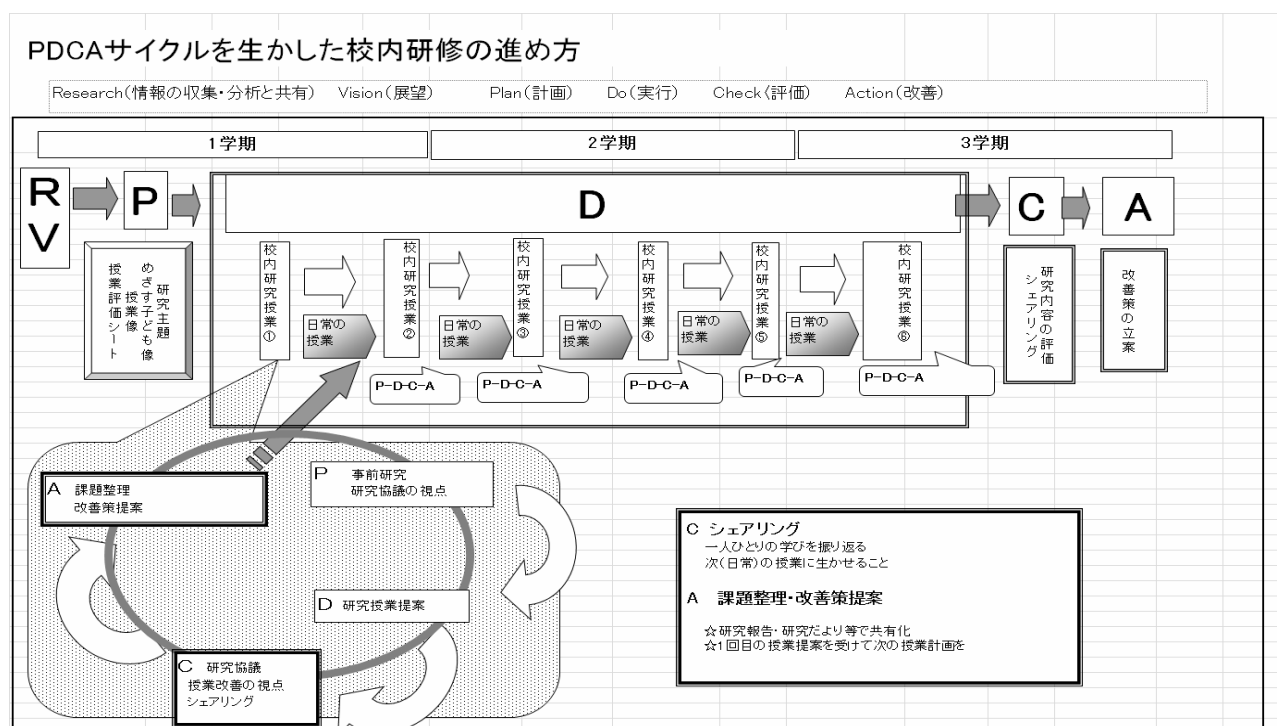 PDCAサイクルを生かした校内研修の進め方
Research(情報の収集・分析と共有) Vision(展望) Plan(計画) Do(実行) Check(評価) Action(改善)
1学期
2学期
3学期
R
V
P
D
C
A
研究主題
めざす子ども像
授業像
授業評価シート
校内研究授業①
日常の
授業
校内研究授業②
日常の
授業
校内研究授業③
日常の
授業
校内研究授業④
日常の
授業
校内研究授業⑤
日常の
授業
校内研究授業⑥
研究内容の評価
シェアリング
改善策の立案
P-D-C-A
P-D-C-A
P-D-C-A
P-D-C-A
P-D-C-A
A 課題整理
改善策提案
P 事前研究
研究協議の視点
D 研究授業提案
C 研究協議
授業改善の視点
シェアリング
C シェアリング
一人ひとりの学びを振り返る
次(日常)の授業に生かせること
A 課題整理・改善策提案
☆研究報告・研究だより等で共有化
☆1回目の授業提案を受けて次の授業計画を